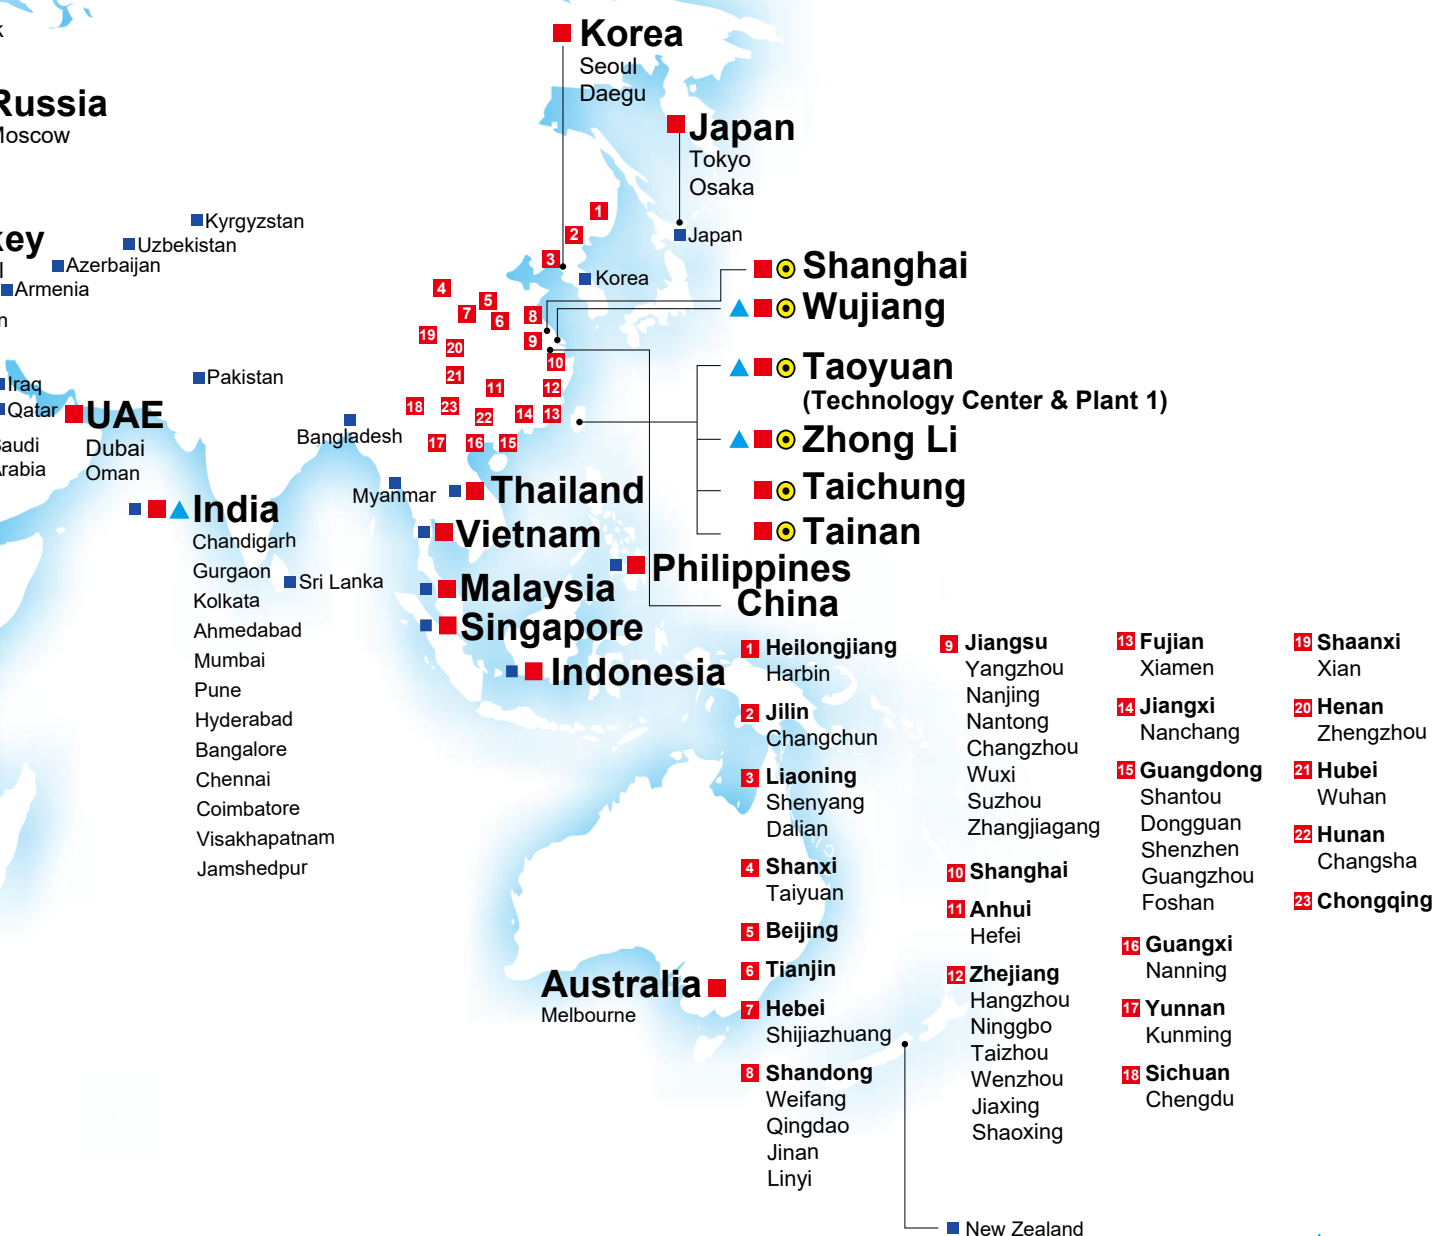 Korea
Seoul
Daegu
Russia
Moscow
Japan
Tokyo
Osaka
Kyrgyzstan
Uzbekistan
Azerbaijan
Armenia
Japan
Korea
1
2
3
4
5
6
7
8
9
10
11
12
13
14
15
16
17
18
19
20
21
22
23
Shanghai
Wujiang
Taoyuan
(Technology Center & Plant 1)
Zhong Li
Taichung
Tainan
Iraq
Qatar
UAE
Dubai
Oman
Pakistan
Bangladesh
Myanmar
Thailand
Vietnam
Philippines
Malaysia
Singapore
Indonesia
India
Chandigarh
Gurgaon
Kolkata
Ahmedabad
Mumbai
Pune
Hyderabad
Bangalore
Chennai
Coimbatore
Visakhapatnam
Jamshedpur
Sri Lanka
China
1 Heilongjiang
Harbin
2 Jilin
Changchun
3 Liaoning
Shenyang
Dalian
4 Shanxi
Taiyuan
5 Beijing
6 Tianjin
7 Hebei
Shijiazhuang
8 Shandong
Weifang
Qingdao
Jinan
Linyi
9 Jiangsu
Yangzhou
Nanjing
Nantong
Changzhou
Wuxi
Suzhou
Zhangjiagang
10 Shanghai
11 Anhui
Hefei
12 Zhejiang
Hangzhou
Ninggbo
Taizhou
Wenzhou
Jiaxing
Shaoxing
13 Fujian
Xiamen
14 Jiangxi
Nanchang
15 Guangdong
Shantou
Dongguan
Shenzhen
Guangzhou
Foshan
16 Guangxi
Nanning
17 Yunnan
Kunming
18 Sichuan
Chengdu
19 Shaanxi
Xian
20 Henan
Zhengzhou
21 Hubei
Wuhan
22 Hunan
Changsha
23 Chongqing
Australia
Melbourne
New Zealand